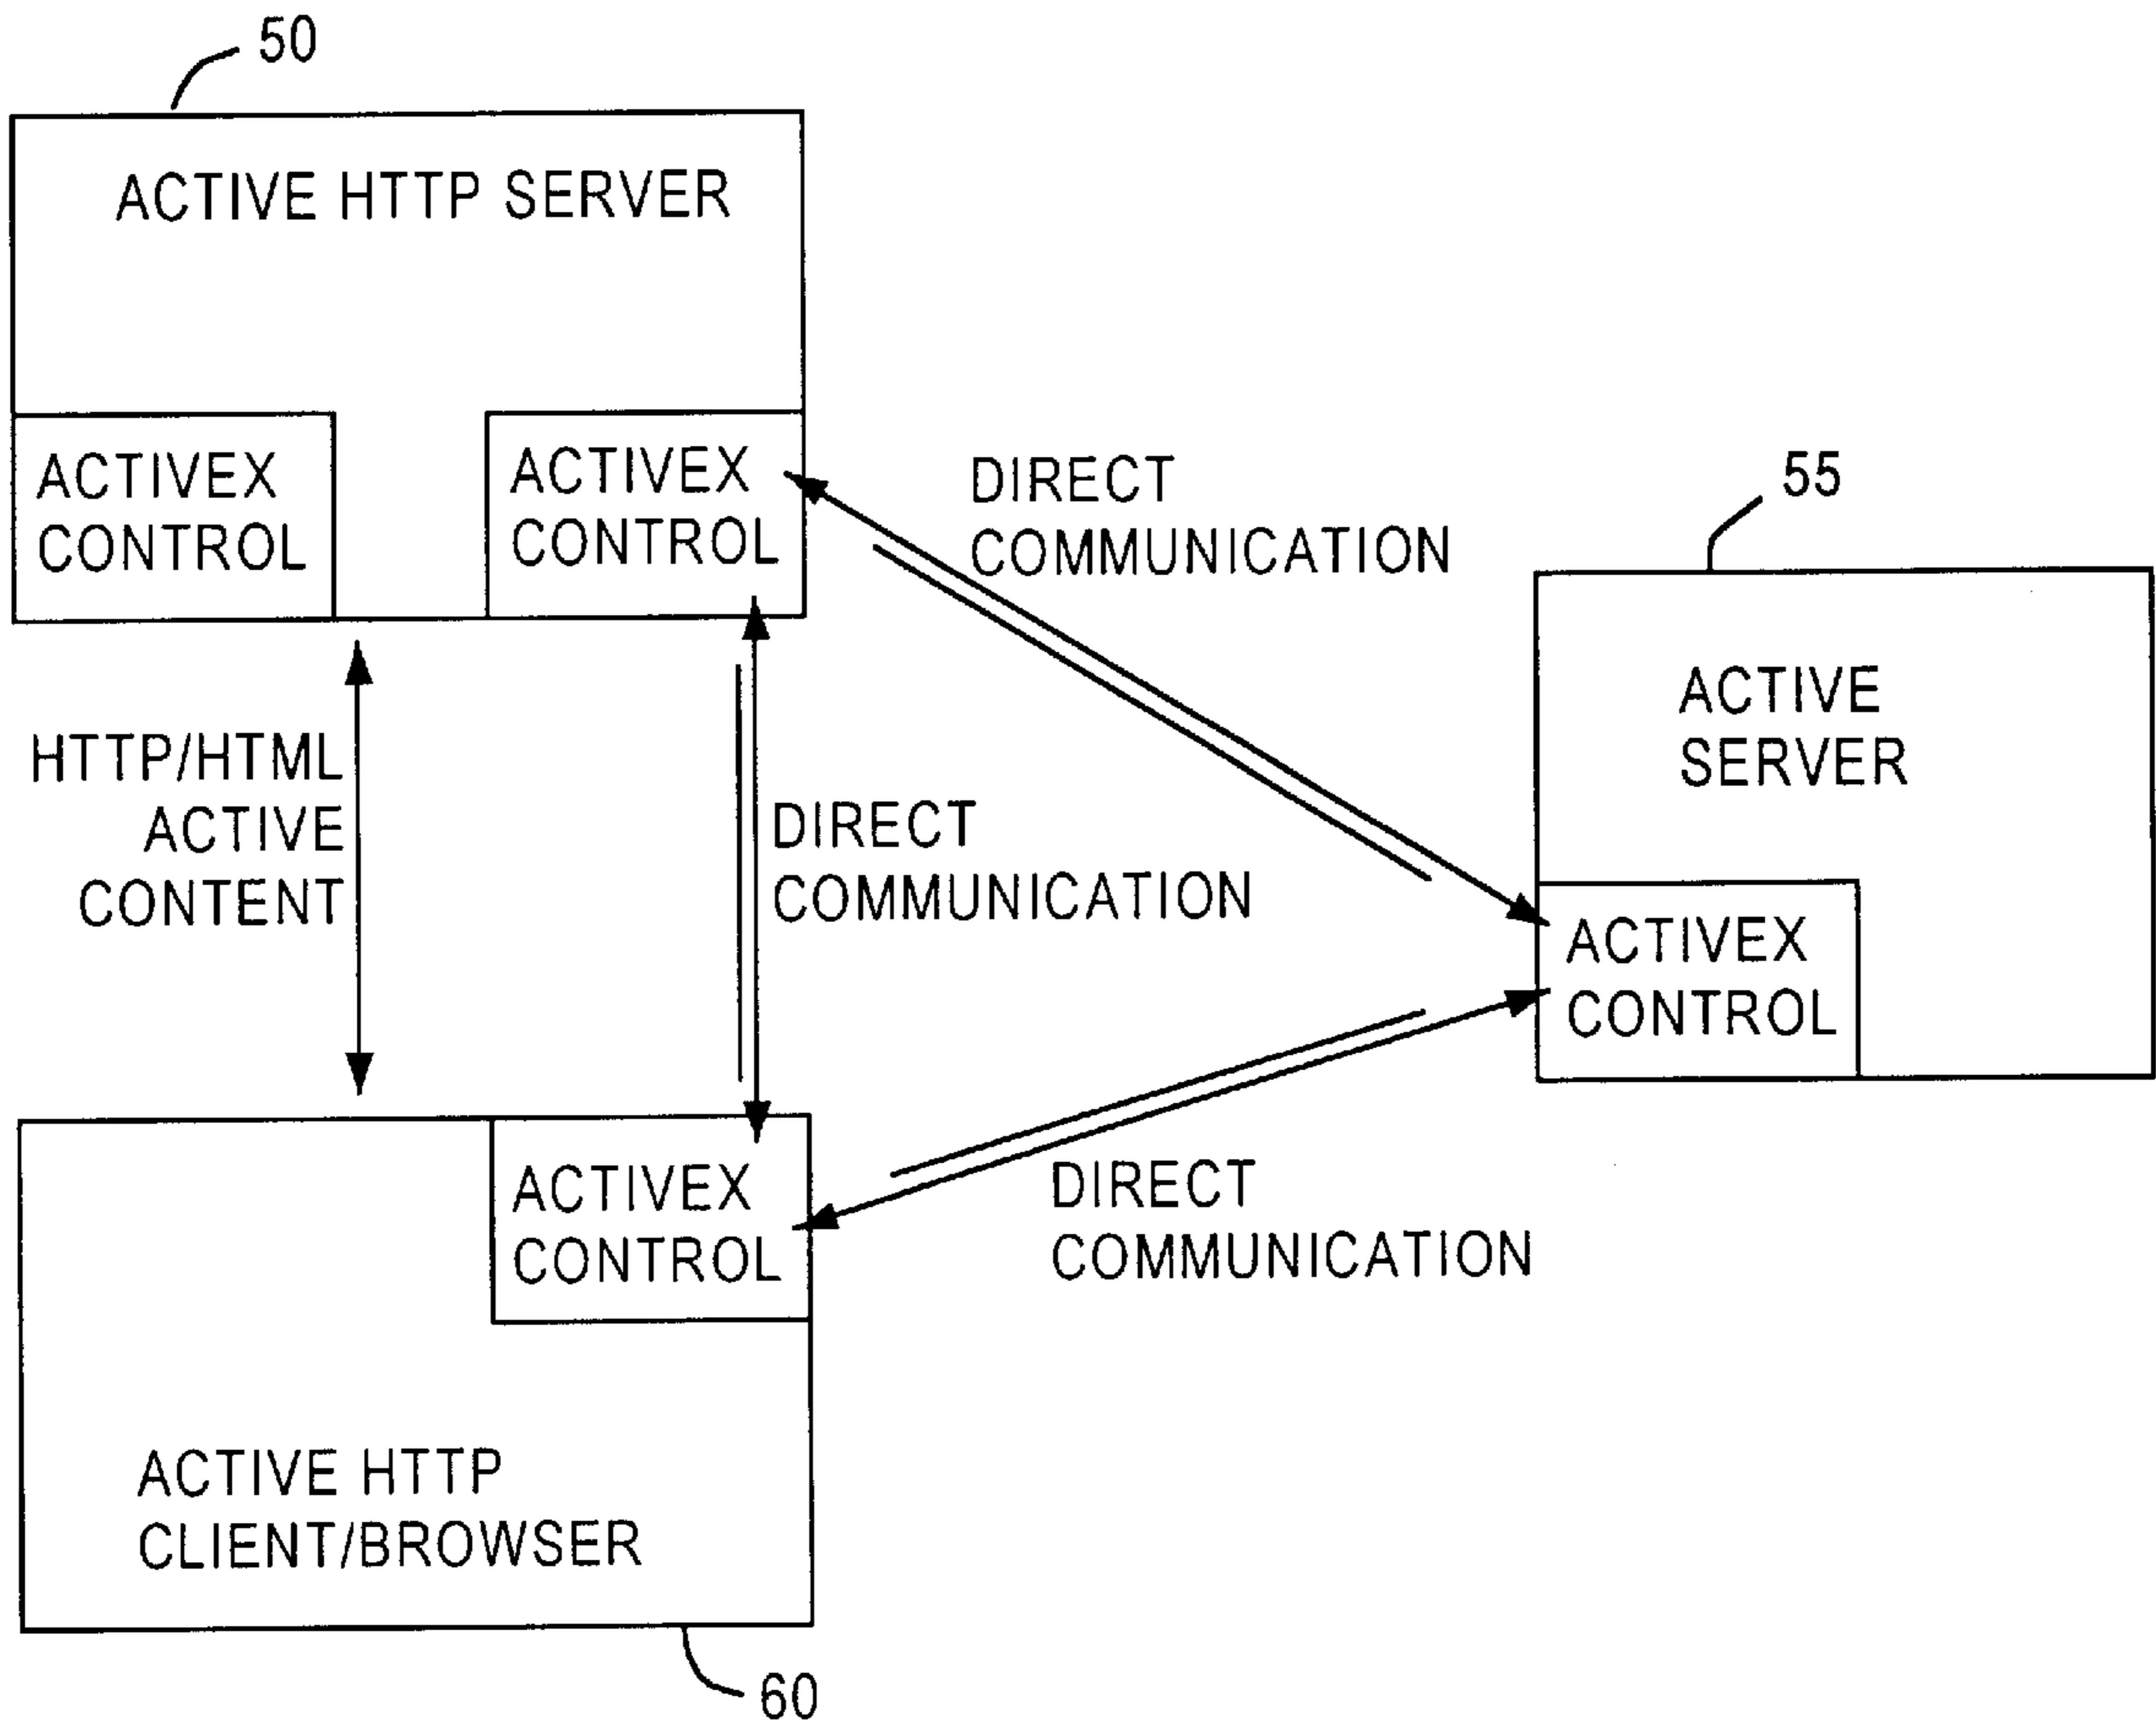 50
ACTIVE HTTP SERVER
ACTIVEX
CONTROL
ACTIVEX
CONTROL
DIRECT
COMMUNICATION
55
ACTIVE
SERVER
HTTP/HTML
ACTIVE
CONTENT
DIRECT
COMMUNICATION
ACTIVEX
CONTROL
ACTIVEX
CONTROL
DIRECT
COMMUNICATION
ACTIVE HTTP
CLIENT/BROWSER
60